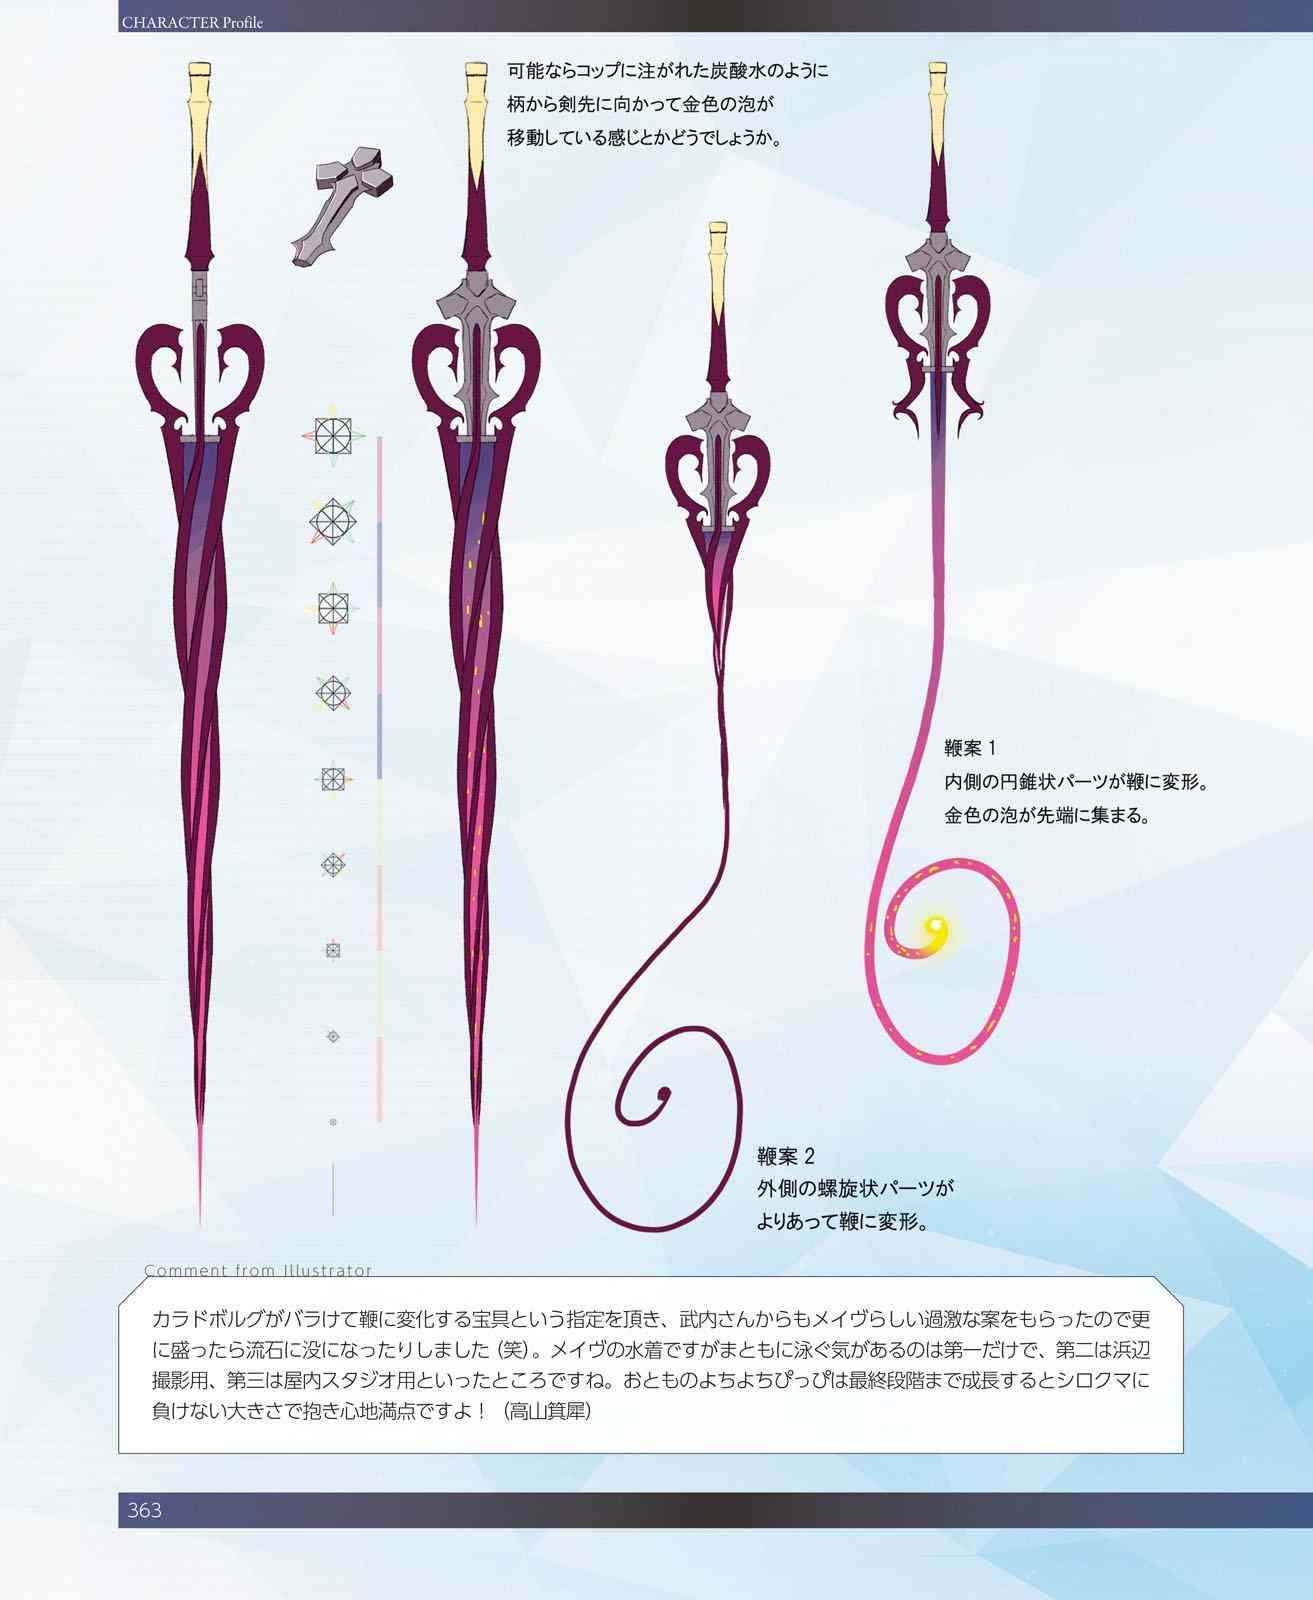 CHARACTER Profile
可能ならコップに注がれた炭酸水のように
柄から剣先に向かって金色の泡が
移動している感じとかどうでしょうか。
鞭案1
内側の円錐状パーツが鞭に変形。
金色の泡が先端に集まる。
鞭案2
外側の螺旋状パーツが
よりあって鞭に変形。
Comment from Illustrator
カラドボルグがバラけて鞭に変化する宝具という指定を頂き、武内さんからもメイヴらしい過激な案をもらったので更
に盛ったら流石に没になったりしました（笑）。メイヴの水着ですがまともに泳ぐ気があるのは第一だけで、第二は浜辺
撮影用、第三は屋内スタジオ用といったところですね。おとものよちよちぴっぴは最終段階まで成長するとシロクマに
負けない大きさで抱き心地満点ですよ！（高山箕犀）
363